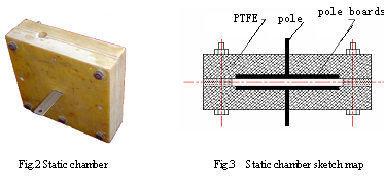 PTFE pole pole boards
Fig.2 Static chamber
Fig.3 Static chamber sketch map